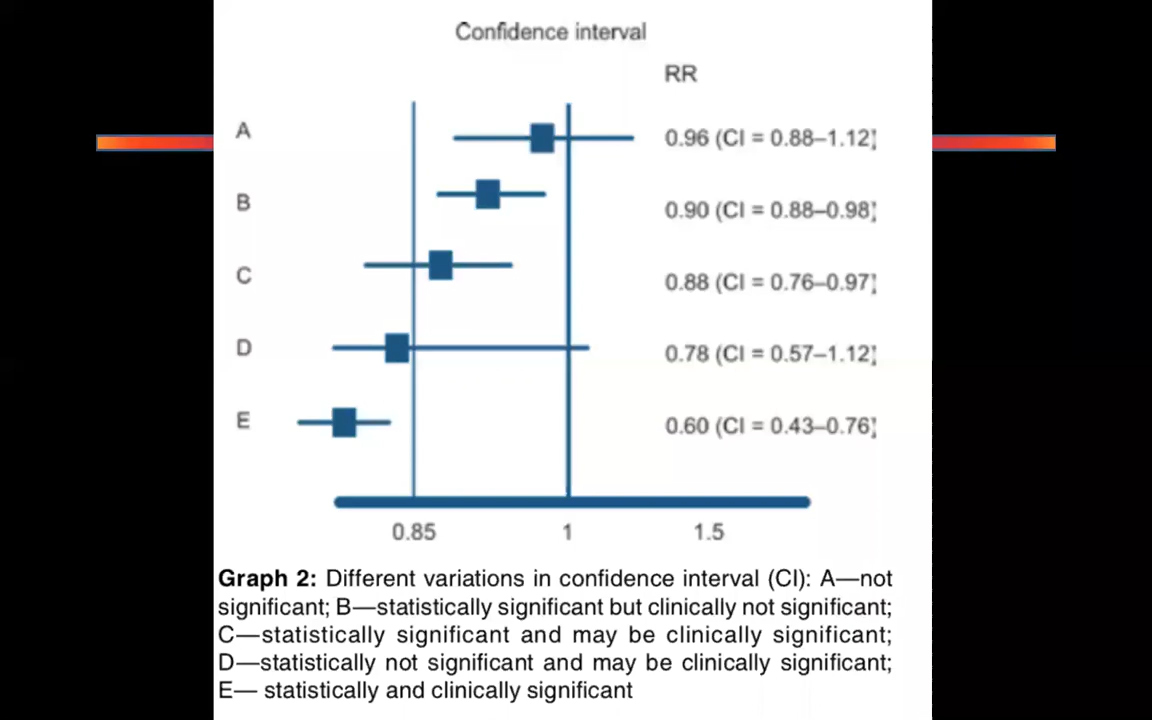 Confidence interval
RR
A 0.96 (CI = 0.88–1.12)
B 0.90 (CI = 0.88–0.98)
C 0.88 (CI = 0.76–0.97)
D 0.78 (CI = 0.57–1.12)
E 0.60 (CI = 0.43–0.76)
0.85 1 1.5
Graph 2: Different variations in confidence interval (CI): A—not
significant; B—statistically significant but clinically not significant;
C—statistically significant and may be clinically significant;
D—statistically not significant and may be clinically significant;
E— statistically and clinically significant